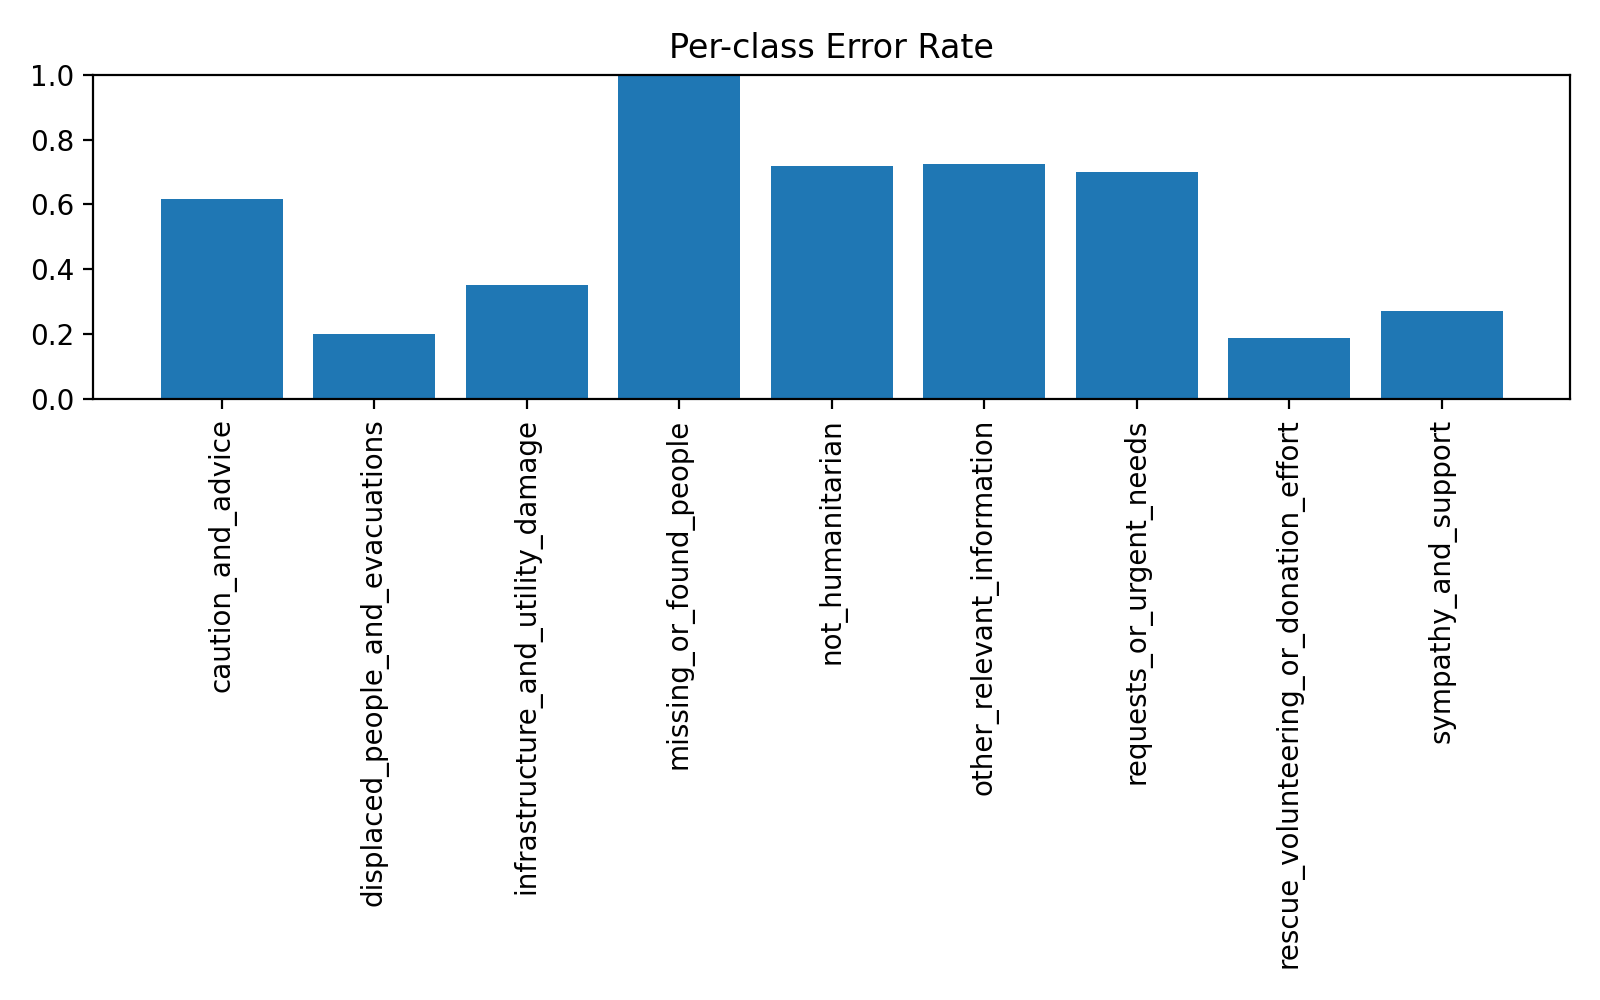 Per-class Error Rate
1.0
0.8
0.6
0.4
0.2
0.0
caution_and_advice
displaced_people_and_evacuations
infrastructure_and_utility_damage
missing_or_found_people
not_humanitarian
other_relevant_information
requests_or_urgent_needs
rescue_volunteering_or_donation_effort
sympathy_and_support